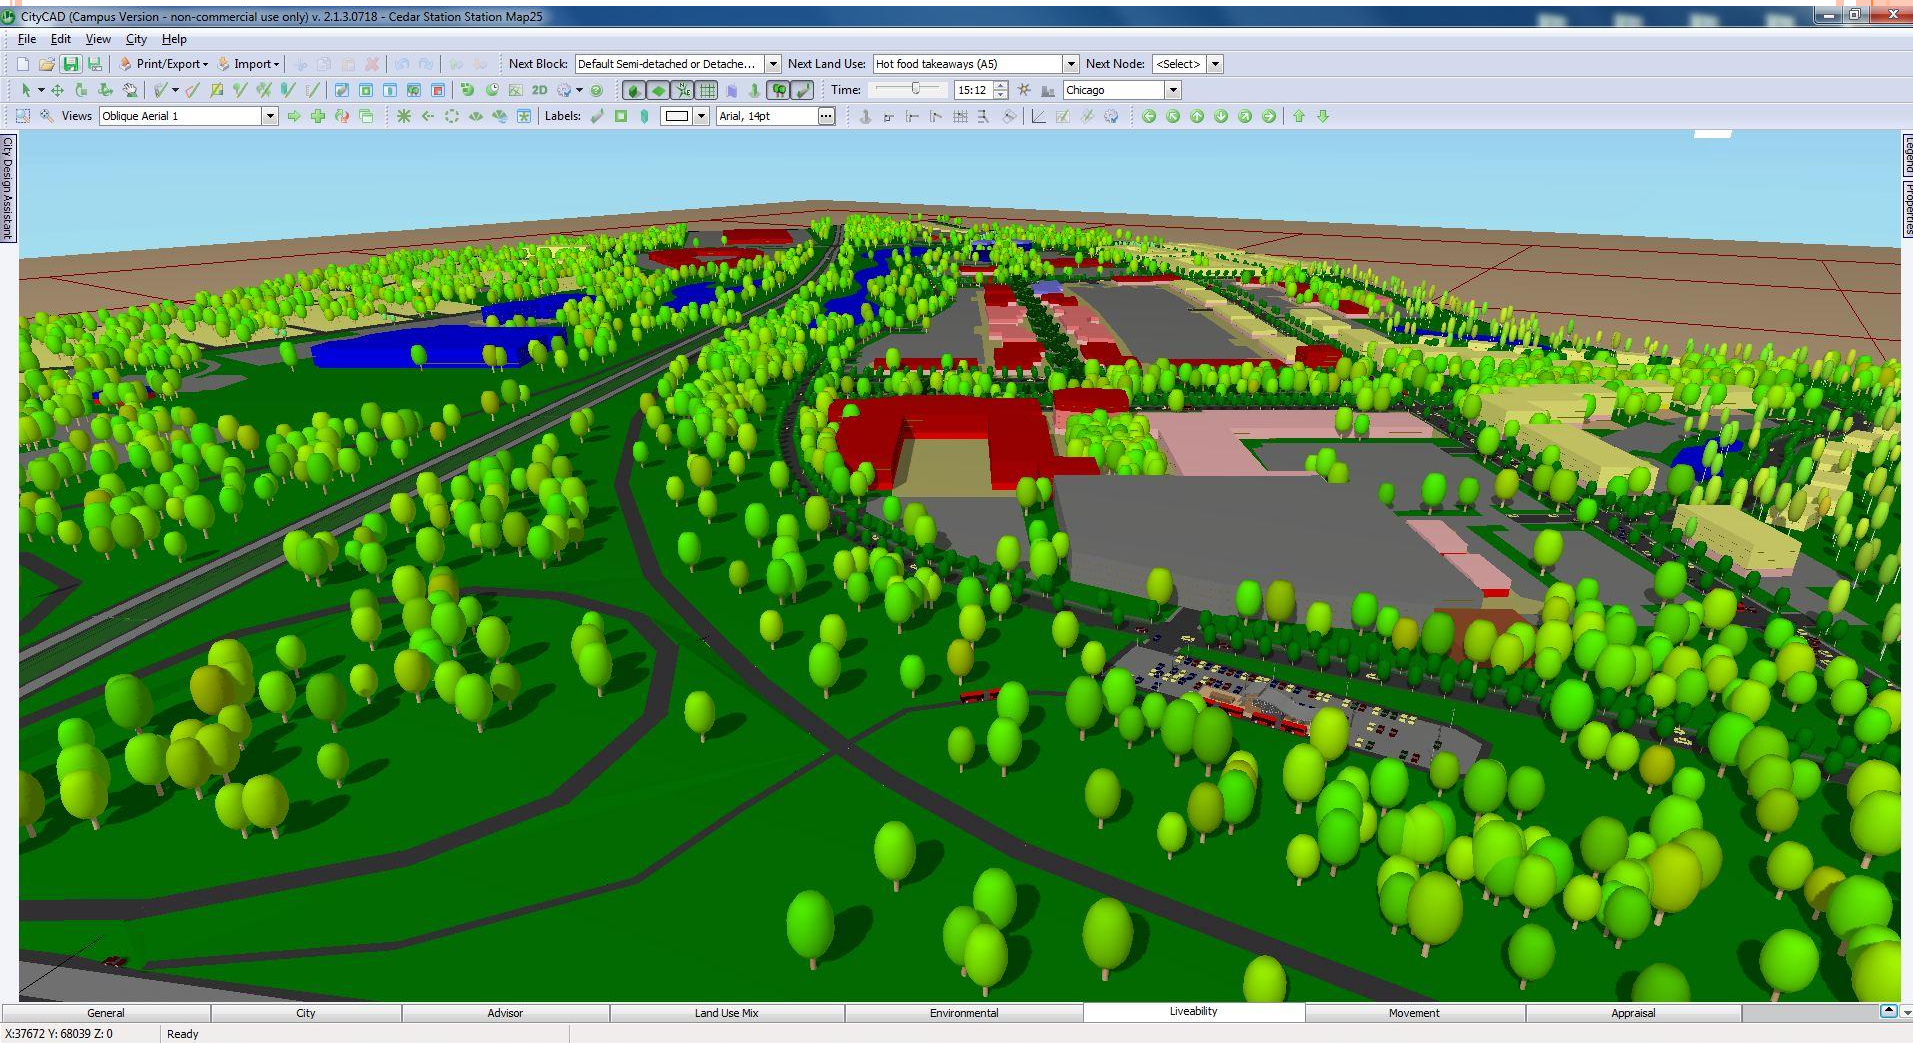 CityCAD (Campus Version - non-commercial use only) v. 2.1.3.0718 - Cedar Station Station Map25
File Edit View City Help
Print/Export Import Next Block: Default Semi-detached or Detache... Next Land Use: Hot food takeaways (A5) Next Node: <Select>
2D Time: 15:12 Chicago
Views Oblique Aerial 1 Labels: Arial, 14pt
City Design Assistant
Legend
Properties
General City Advisor Land Use Mix Environmental Liveability Movement Appraisal
X:37672 Y: 68039 Z: 0 Ready